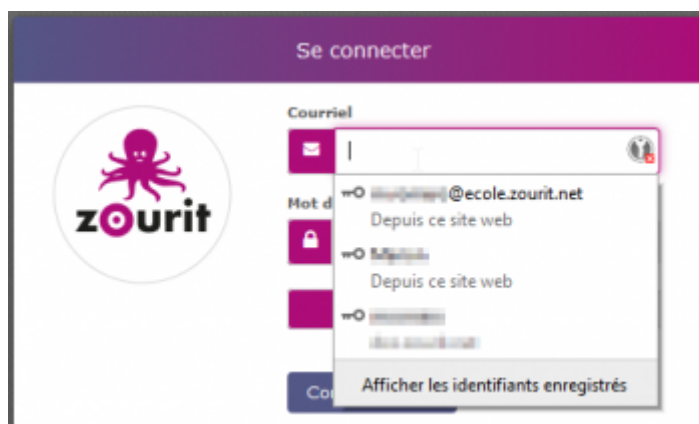 Se connecter
Courriel
zourit
@ecole.zourit.net
Mot d
Depuis ce site web
Depuis ce site web
Afficher les identifiants enregistrés
Co